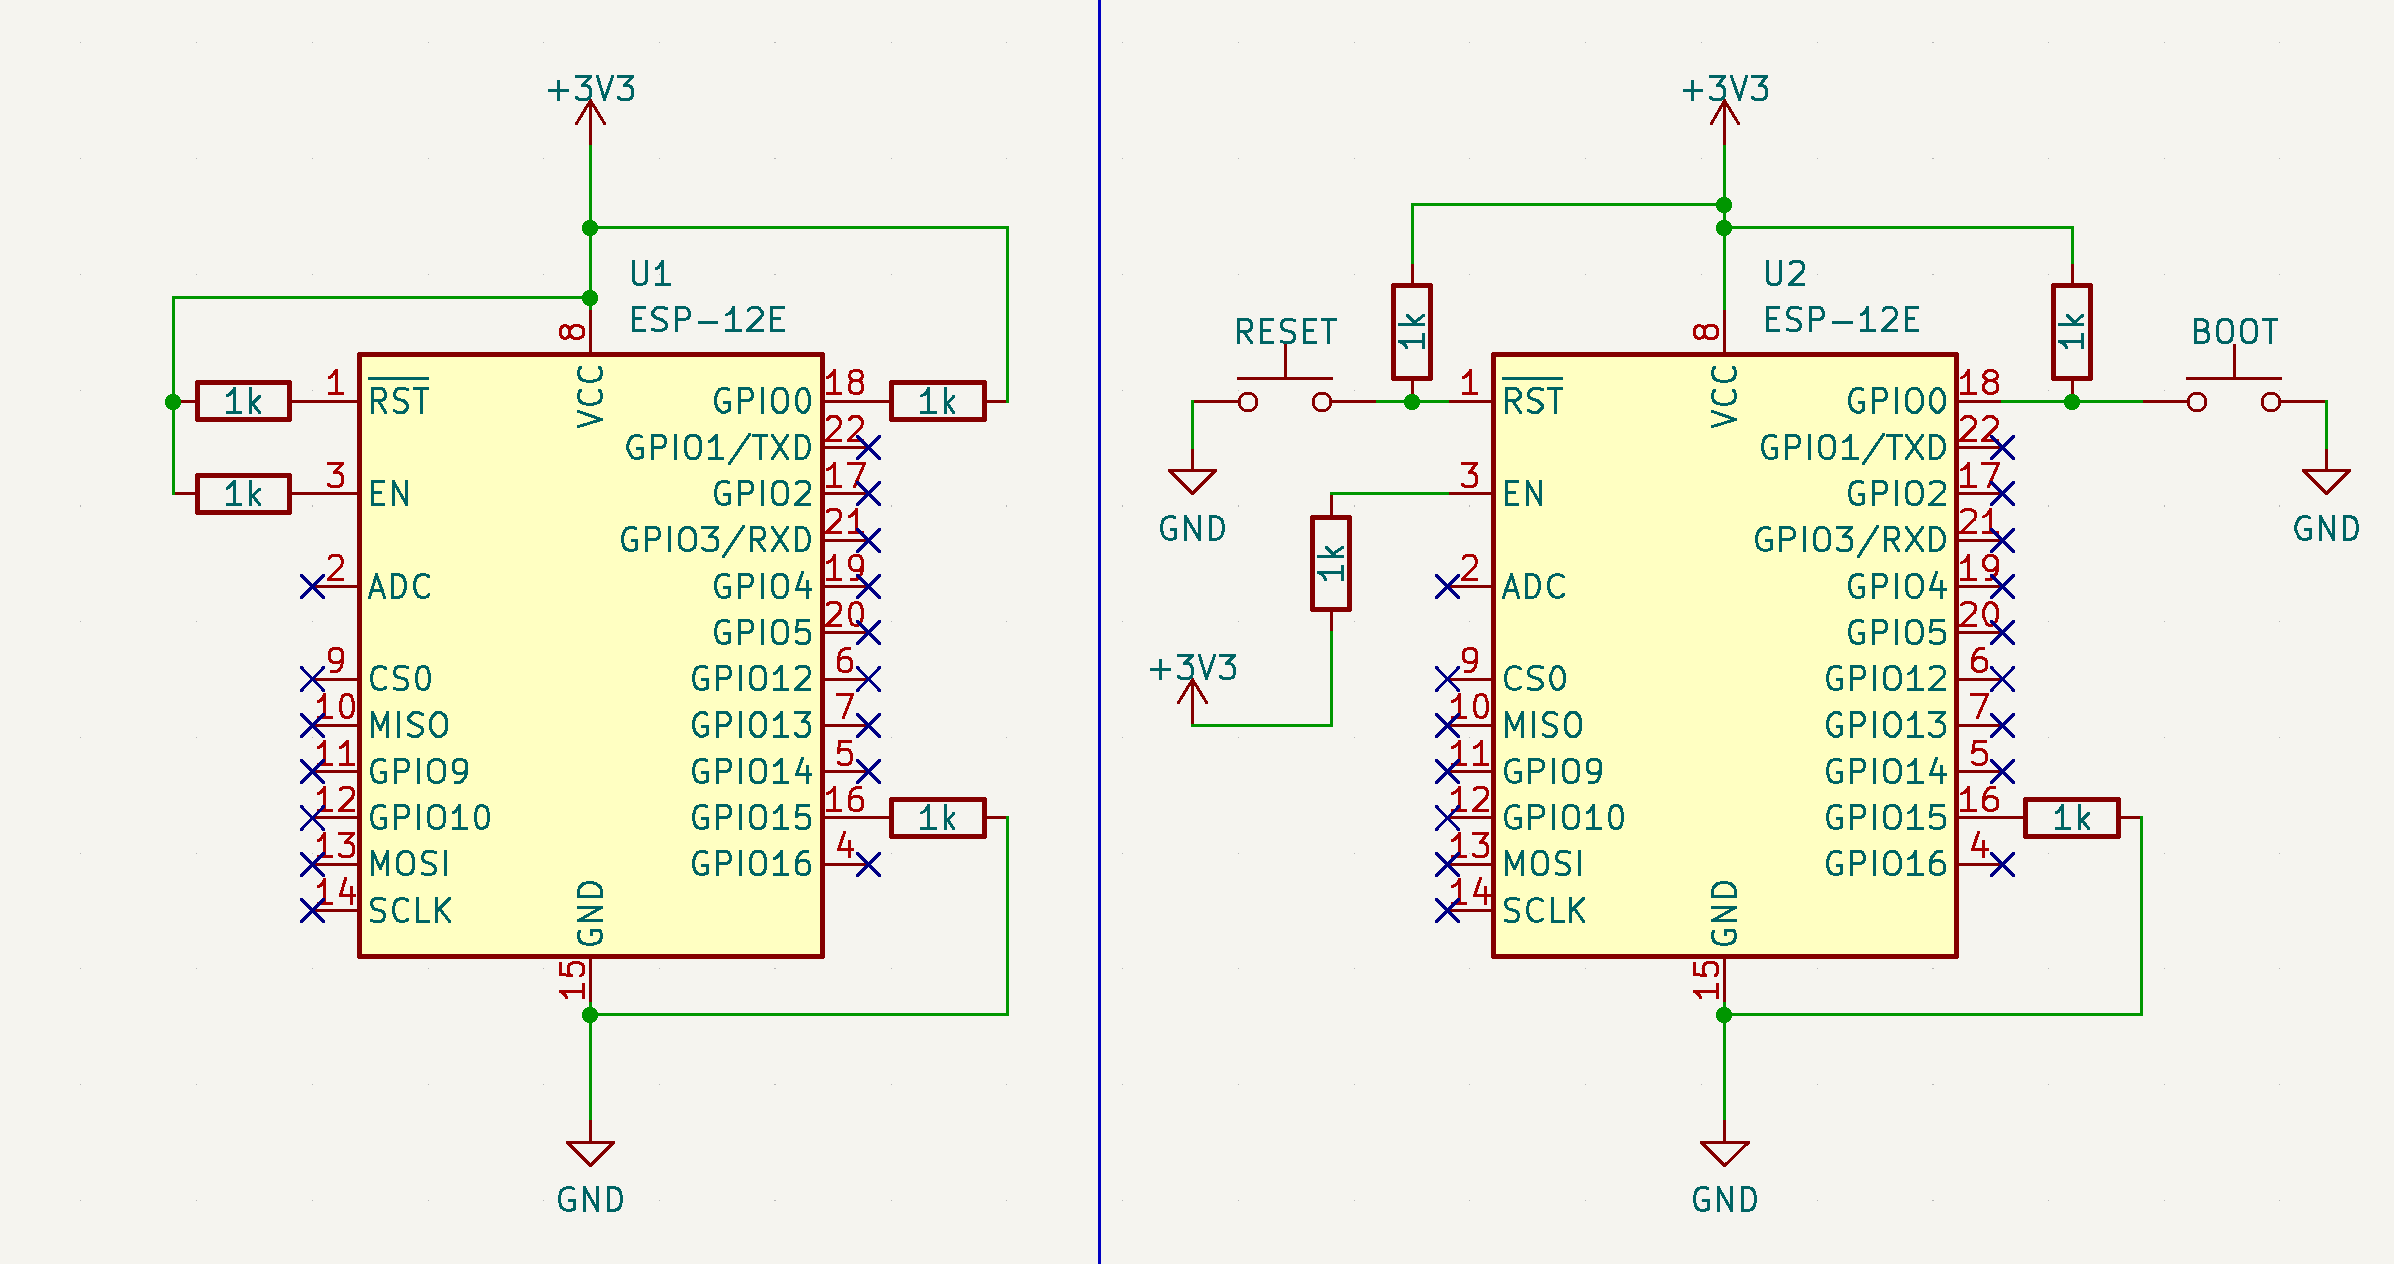 +3V3
U1
ESP-12E
8
VCC
1k
1
RST
3
EN
1k
2
ADC
9
CS0
10
MISO
11
GPIO9
12
GPIO10
13
MOSI
14
SCLK
GPIO0
18
1k
GPIO1/TXD
22
GPIO2
17
GPIO3/RXD
21
GPIO4
19
GPIO5
20
GPIO12
6
GPIO13
7
GPIO14
5
GPIO15
16
1k
GPIO16
4
GND
15
GND
+3V3
U2
ESP-12E
8
VCC
RESET
1k
1
RST
GND
3
EN
1k
+3V3
2
ADC
9
CS0
10
MISO
11
GPIO9
12
GPIO10
13
MOSI
14
SCLK
1k
BOOT
GPIO0
18
GND
GPIO1/TXD
22
GPIO2
17
GPIO3/RXD
21
GPIO4
19
GPIO5
20
GPIO12
6
GPIO13
7
GPIO14
5
GPIO15
16
1k
GPIO16
4
GND
15
GND